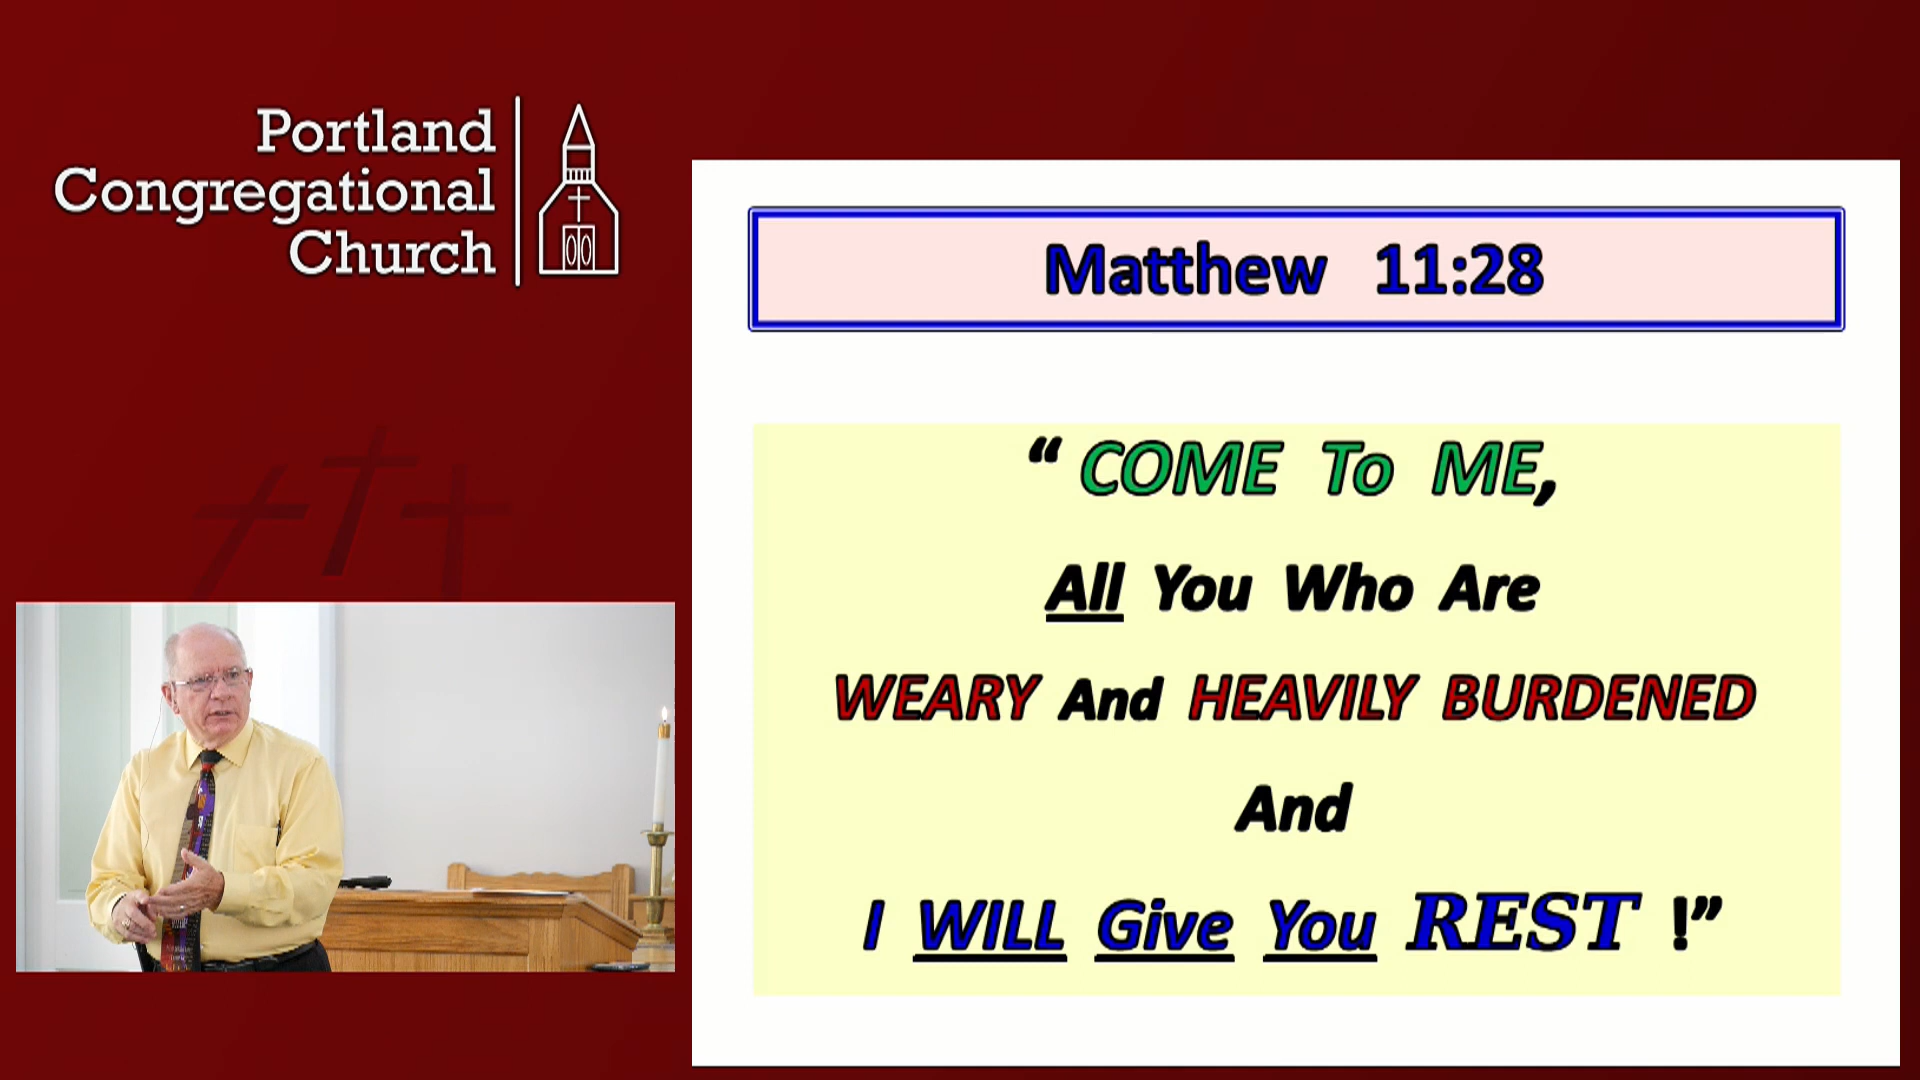 Portland
Congregational
Church
Matthew 11:28
“ COME To ME,
All You Who Are
WEARY And HEAVILY BURDENED
And
I WILL Give You REST !”